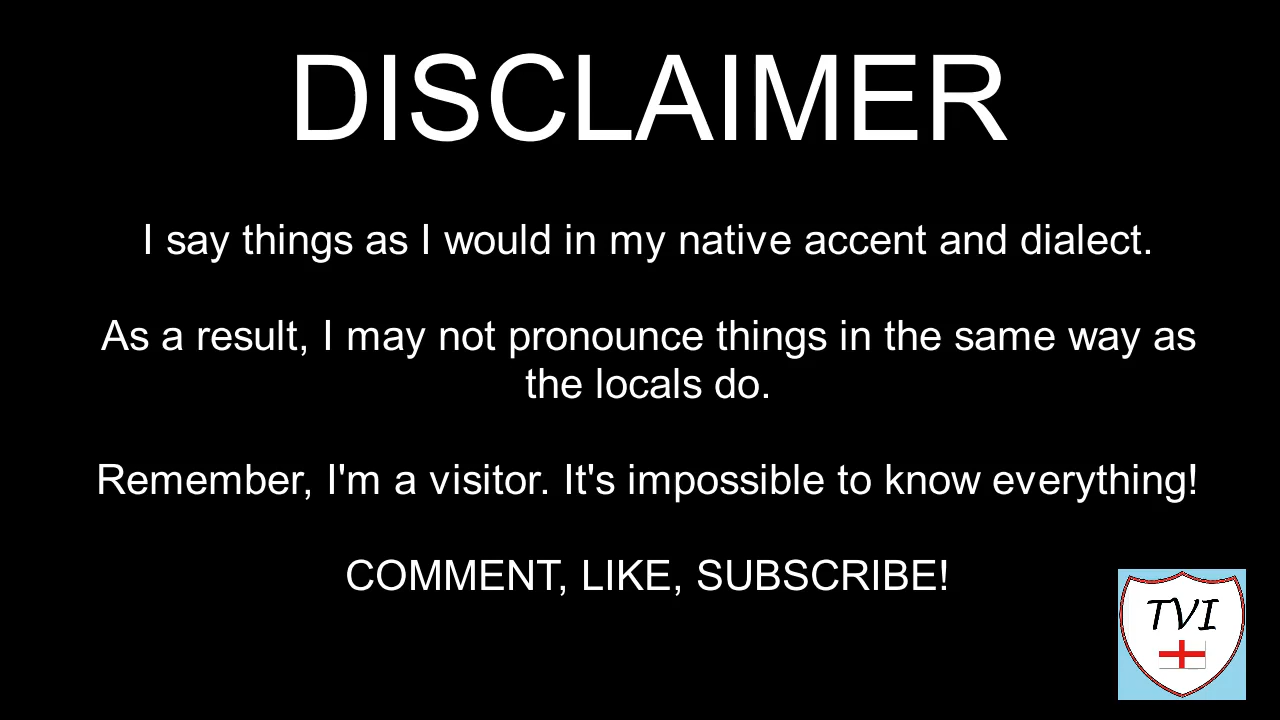 DISCLAIMER
I say things as I would in my native accent and dialect.
As a result, I may not pronounce things in the same way as
the locals do.
Remember, I'm a visitor. It's impossible to know everything!
COMMENT, LIKE, SUBSCRIBE!
TVI